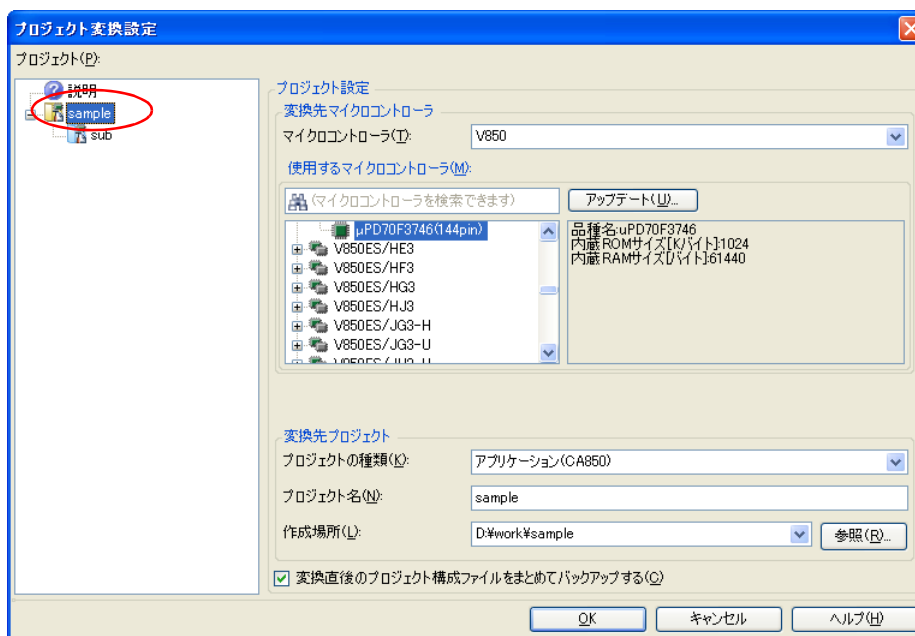 プロジェクト変換設定
プロジェクト(P):
説明
sample
sub
プロジェクト設定
変換先マイクロコントローラ
マイクロコントローラ(T):
V850
使用するマイクロコントローラ(M):
(マイクロコントローラを検索できます)
アップデート(U)...
μPD70F3746(144pin)
V850ES/HE3
V850ES/HF3
V850ES/HG3
V850ES/HJ3
V850ES/JG3-H
V850ES/JG3-U
品種名:uPD70F3746
内蔵ROMサイズ[Kバイト]:1024
内蔵RAMサイズ[バイト]:61440
変換先プロジェクト
プロジェクトの種類(K):
アプリケーション(CA850)
プロジェクト名(N):
sample
作成場所(L):
D:¥work¥sample
参照(R)...
変換直後のプロジェクト構成ファイルをまとめてバックアップする(C)
OK
キャンセル
ヘルプ(H)